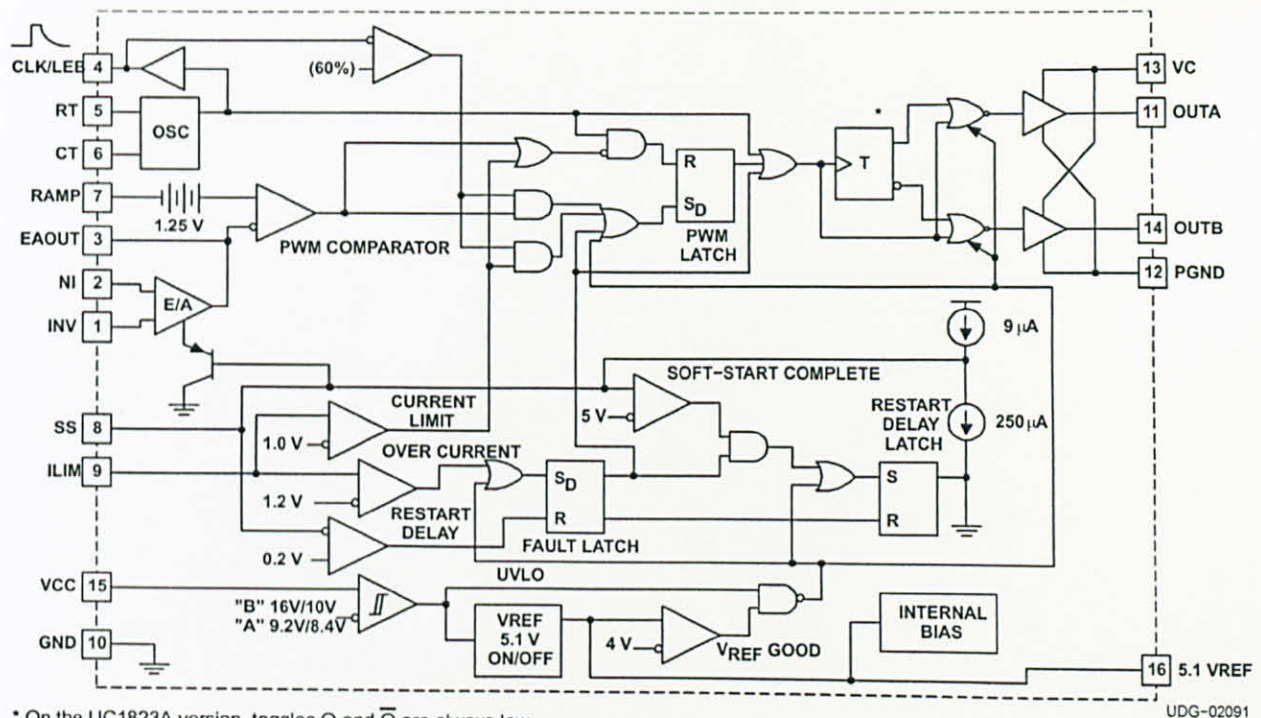 CLK/LEB 4
(60%)
13 VC
RT 5
OSC
11 OUTA
CT 6
*
R
T
RAMP 7
1.25 V
SD
PWM LATCH
EAOUT 3
PWM COMPARATOR
14 OUTB
NI 2
12 PGND
E/A
INV 1
9 µA
SOFT−START COMPLETE
5 V
CURRENT LIMIT
RESTART DELAY LATCH
250 µA
SS 8
1.0 V
OVER CURRENT
ILIM 9
SD
S
1.2 V
RESTART DELAY
R
R
FAULT LATCH
0.2 V
UVLO
VCC 15
"B" 16V/10V
"A" 9.2V/8.4V
VREF
5.1 V
ON/OFF
4 V
VREF GOOD
INTERNAL BIAS
GND 10
16 5.1 VREF
UDG−02091
* On the UC1823A version, toggles Q and Q̅ are always low